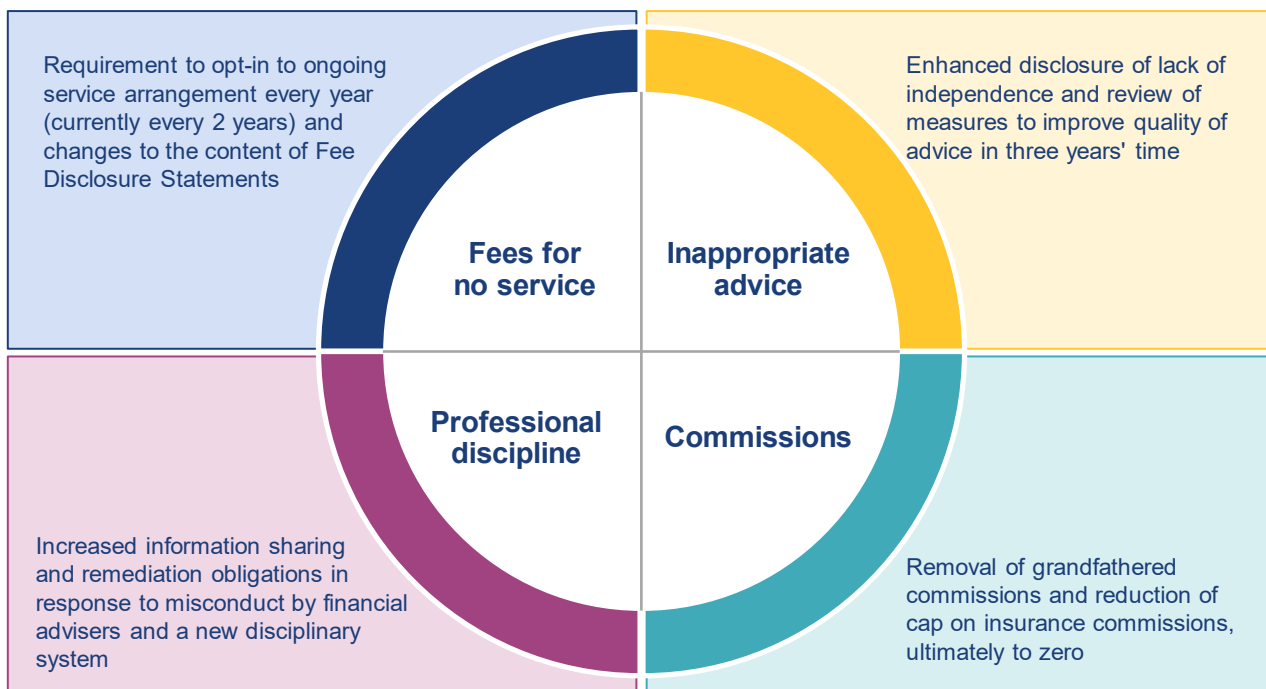 Requirement to opt-in to ongoing
service arrangement every year
(currently every 2 years) and
changes to the content of Fee
Disclosure Statements
Enhanced disclosure of lack of
independence and review of
measures to improve quality of
advice in three years' time
Fees for
no service
Inappropriate
advice
Professional
discipline
Commissions
Increased information sharing
and remediation obligations in
response to misconduct by financial
advisers and a new disciplinary
system
Removal of grandfathered
commissions and reduction of
cap on insurance commissions,
ultimately to zero